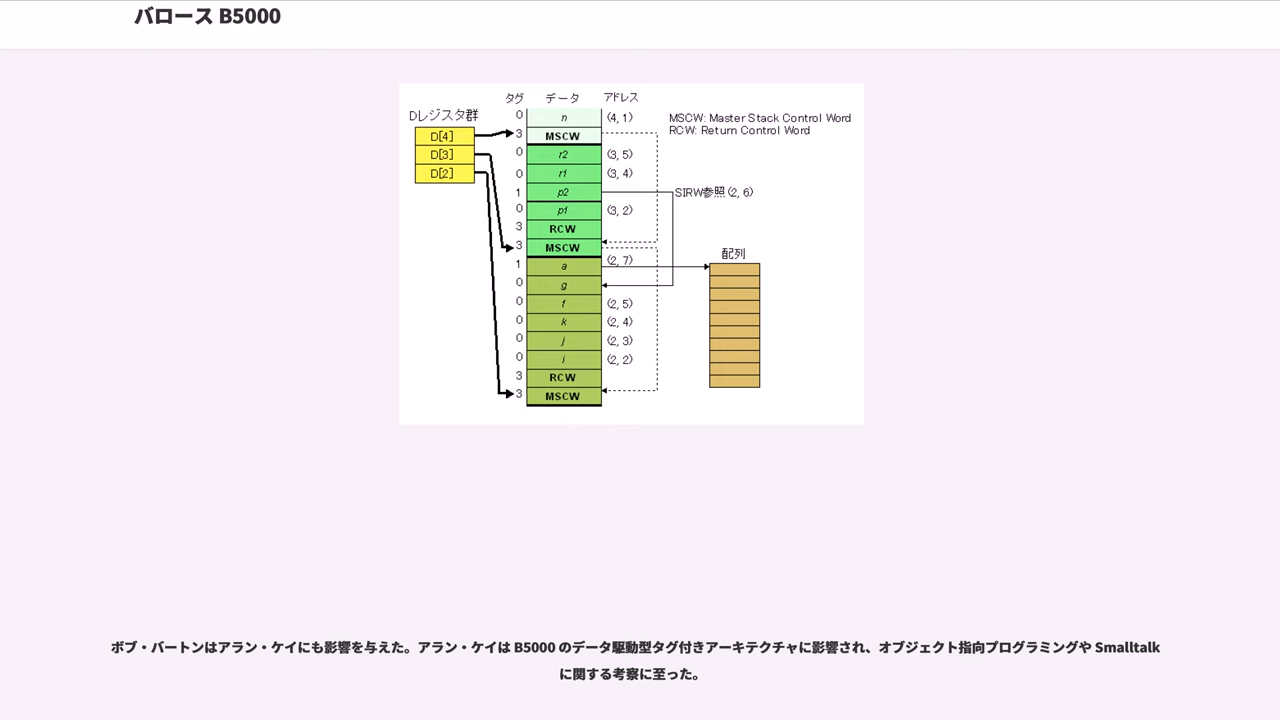 バロース B5000
タグ データ アドレス
Dレジスタ群
0 n (4, 1)
MSCW: Master Stack Control Word
RCW: Return Control Word
D[4] 3 MSCW
D[3] 0 r2 (3, 5)
D[2] 0 r1 (3, 4)
1 p2 SIRW参照(2, 6)
0 p1 (3, 2)
3 RCW
3 MSCW
配列
1 a (2, 7)
0 g
0 f (2, 5)
0 k (2, 4)
0 j (2, 3)
0 i (2, 2)
3 RCW
3 MSCW
ボブ・バートンはアラン・ケイにも影響を与えた。アラン・ケイは B5000 のデータ駆動型タグ付きアーキテクチャに影響され、オブジェクト指向プログラミングや Smalltalk
に関する考察に至った。